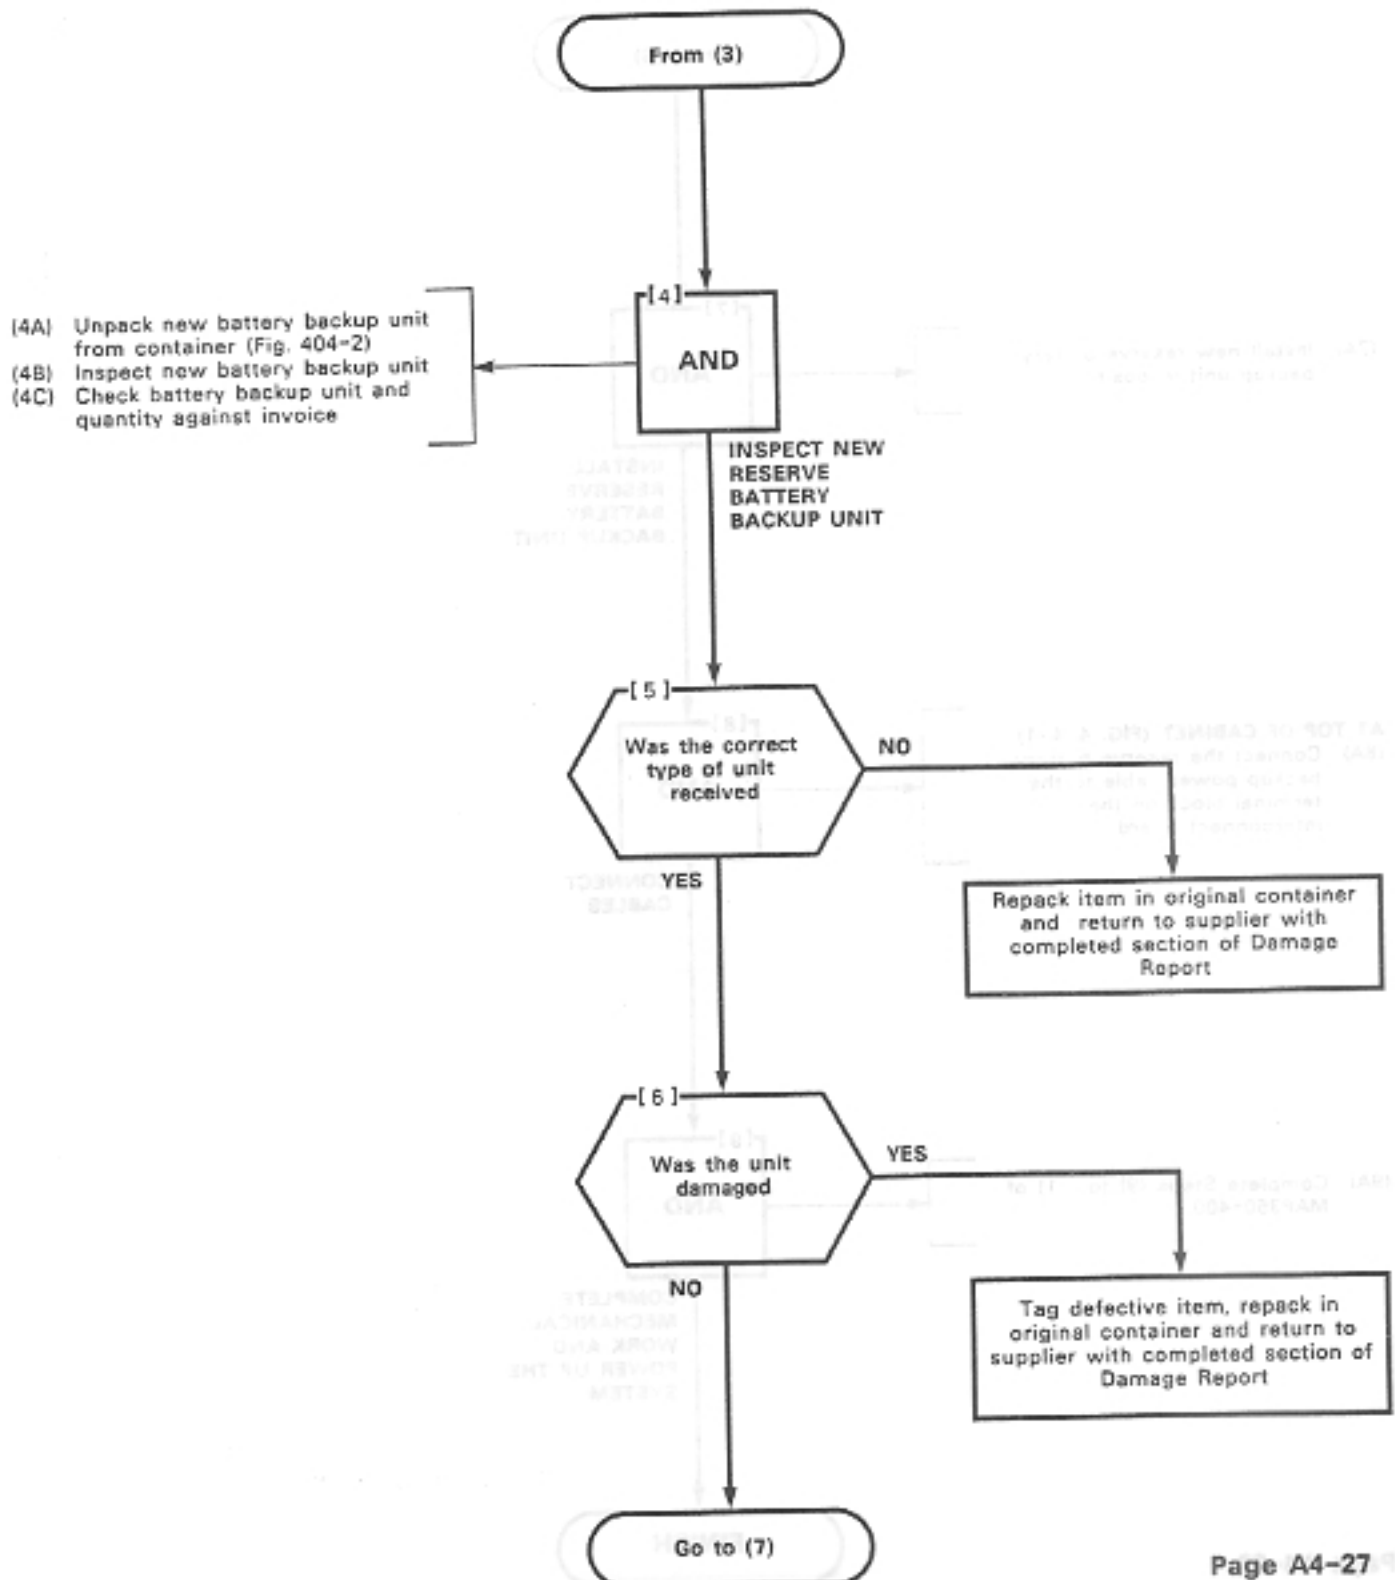 From (3)
[4]
AND
(4A) Unpack new battery backup unit
from container (Fig. 404-2)
(4B) Inspect new battery backup unit
(4C) Check battery backup unit and
quantity against invoice
INSPECT NEW
RESERVE
BATTERY
BACKUP UNIT
[5]
Was the correct
type of unit
received
NO
YES
Repack item in original container
and return to supplier with
completed section of Damage
Report
[6]
Was the unit
damaged
YES
NO
Tag defective item, repack in
original container and return to
supplier with completed section of
Damage Report
Go to (7)
Page A4-27